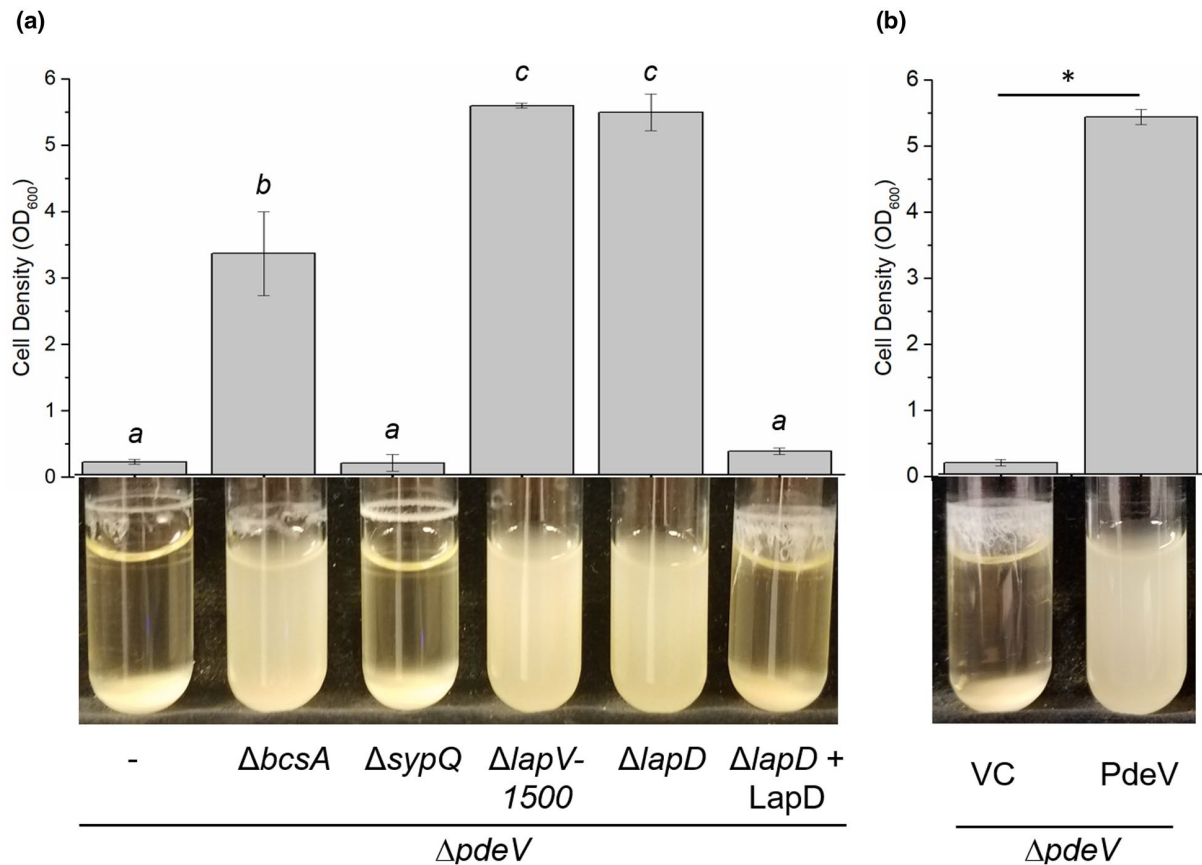 (a)
(b)
6
5
4
3
2
1
0
Cell Density (OD600)
a
b
a
c
c
a
-
ΔbcsA
ΔsypQ
ΔlapV-
1500
ΔlapD
ΔlapD +
LapD
ΔpdeV
6
5
4
3
2
1
0
Cell Density (OD600)
*
VC
PdeV
ΔpdeV